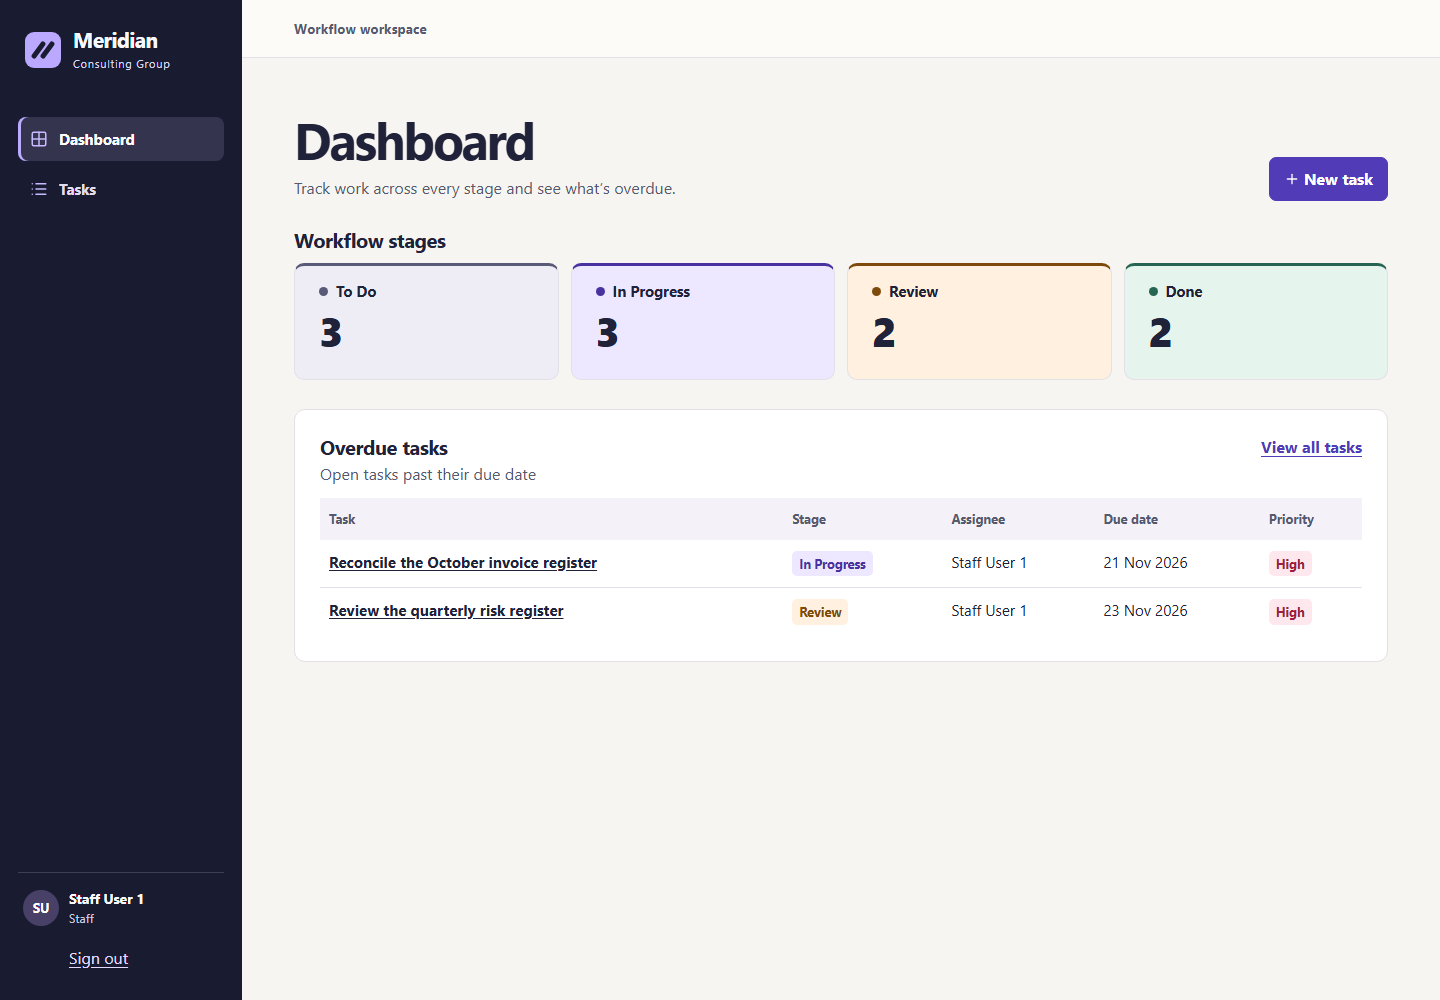 Meridian
Consulting Group
Dashboard
Tasks
Staff User 1
SU
Staff
Sign out
Workflow workspace
Dashboard
Track work across every stage and see what's overdue.
+ New task
Workflow stages
To Do
3
In Progress
3
Review
2
Done
2
Overdue tasks
View all tasks
Open tasks past their due date
Task Stage Assignee Due date Priority
Reconcile the October invoice register In Progress Staff User 1 21 Nov 2026 High
Review the quarterly risk register Review Staff User 1 23 Nov 2026 High